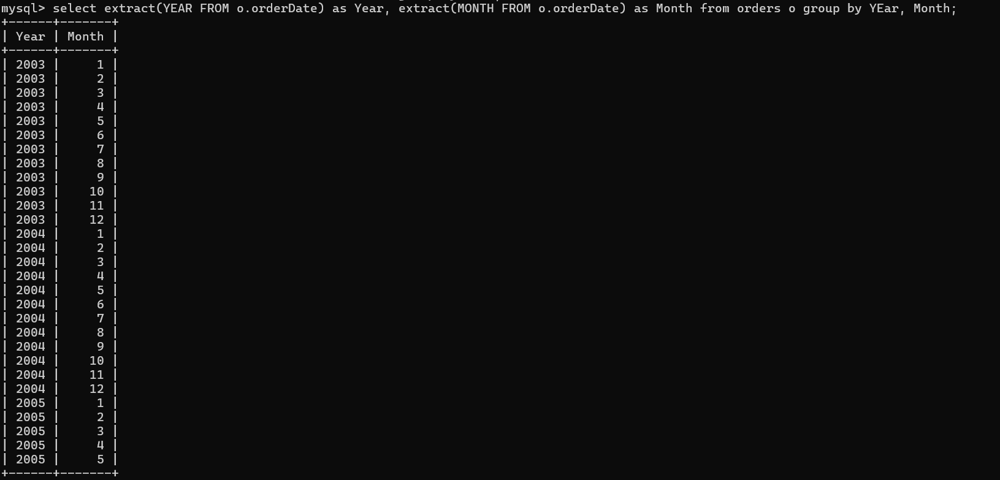 mysql> select extract(YEAR FROM o.orderDate) as Year, extract(MONTH FROM o.orderDate) as Month from orders o group by YEar, Month;
+------+-------+
| Year | Month |
+------+-------+
| 2003 |     1 |
| 2003 |     2 |
| 2003 |     3 |
| 2003 |     4 |
| 2003 |     5 |
| 2003 |     6 |
| 2003 |     7 |
| 2003 |     8 |
| 2003 |     9 |
| 2003 |    10 |
| 2003 |    11 |
| 2003 |    12 |
| 2004 |     1 |
| 2004 |     2 |
| 2004 |     3 |
| 2004 |     4 |
| 2004 |     5 |
| 2004 |     6 |
| 2004 |     7 |
| 2004 |     8 |
| 2004 |     9 |
| 2004 |    10 |
| 2004 |    11 |
| 2004 |    12 |
| 2005 |     1 |
| 2005 |     2 |
| 2005 |     3 |
| 2005 |     4 |
| 2005 |     5 |
+------+-------+